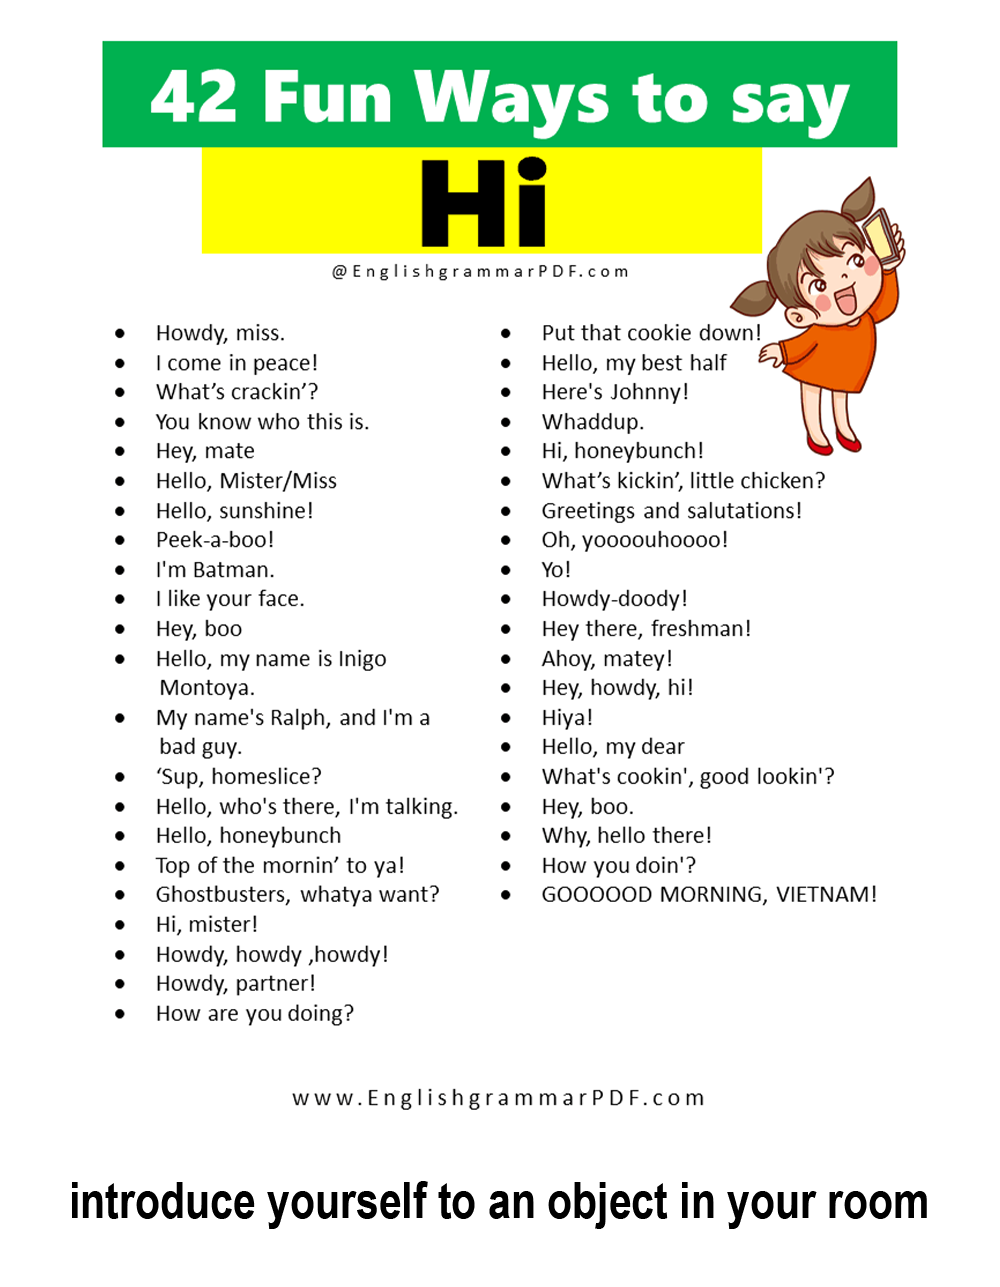 42 Fun Ways to say
Hi
@EnglishgrammarPDF.com
• Howdy, miss.
• I come in peace!
• What’s crackin’?
• You know who this is.
• Hey, mate
• Hello, Mister/Miss
• Hello, sunshine!
• Peek-a-boo!
• I'm Batman.
• I like your face.
• Hey, boo
• Hello, my name is Inigo
Montoya.
• My name's Ralph, and I'm a
bad guy.
• ‘Sup, homeslice?
• Hello, who's there, I'm talking.
• Hello, honeybunch
• Top of the mornin’ to ya!
• Ghostbusters, whatya want?
• Hi, mister!
• Howdy, howdy ,howdy!
• Howdy, partner!
• How are you doing?
• Put that cookie down!
• Hello, my best half
• Here's Johnny!
• Whaddup.
• Hi, honeybunch!
• What’s kickin’, little chicken?
• Greetings and salutations!
• Oh, yoooouhoooo!
• Yo!
• Howdy-doody!
• Hey there, freshman!
• Ahoy, matey!
• Hey, howdy, hi!
• Hiya!
• Hello, my dear
• What's cookin', good lookin'?
• Hey, boo.
• Why, hello there!
• How you doin'?
• GOOOOOD MORNING, VIETNAM!
www.EnglishgrammarPDF.com
introduce yourself to an object in your room